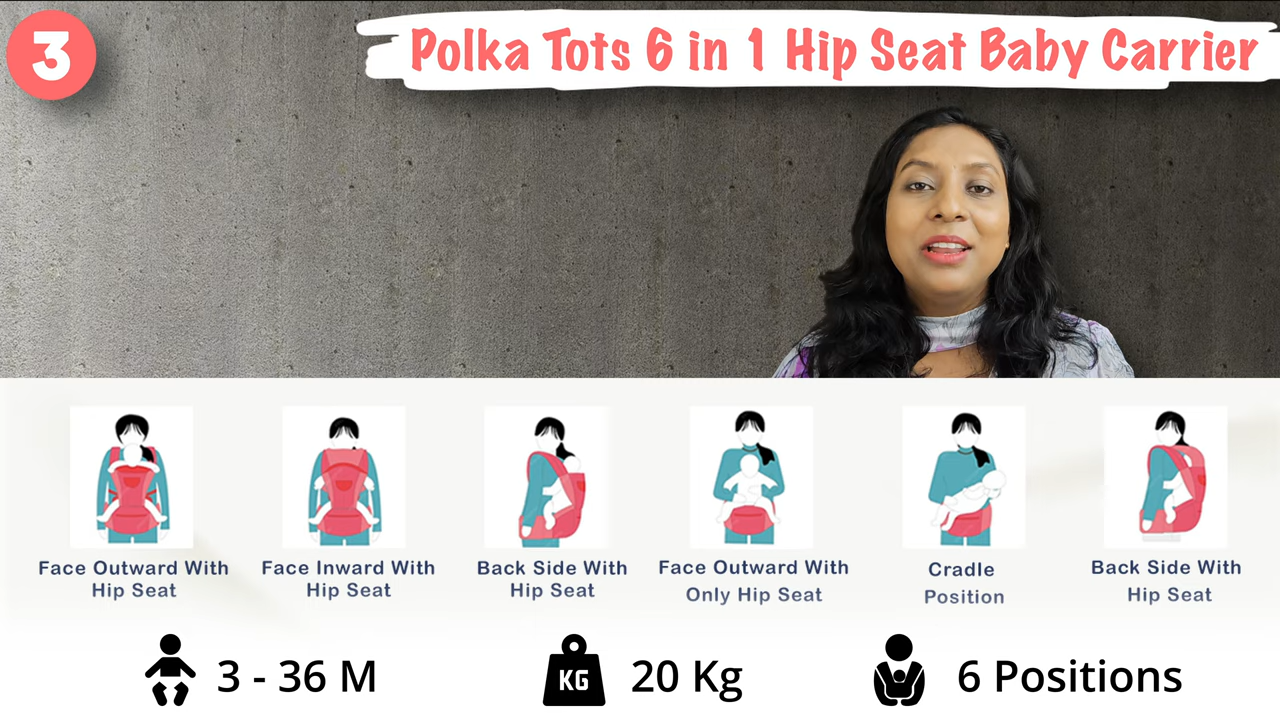 3
Polka Tots 6 in 1 Hip Seat Baby Carrier
Face Outward With
Hip Seat
Face Inward With
Hip Seat
Back Side With
Hip Seat
Face Outward With
Only Hip Seat
Cradle
Position
Back Side With
Hip Seat
3 - 36 M
KG
20 Kg
6 Positions